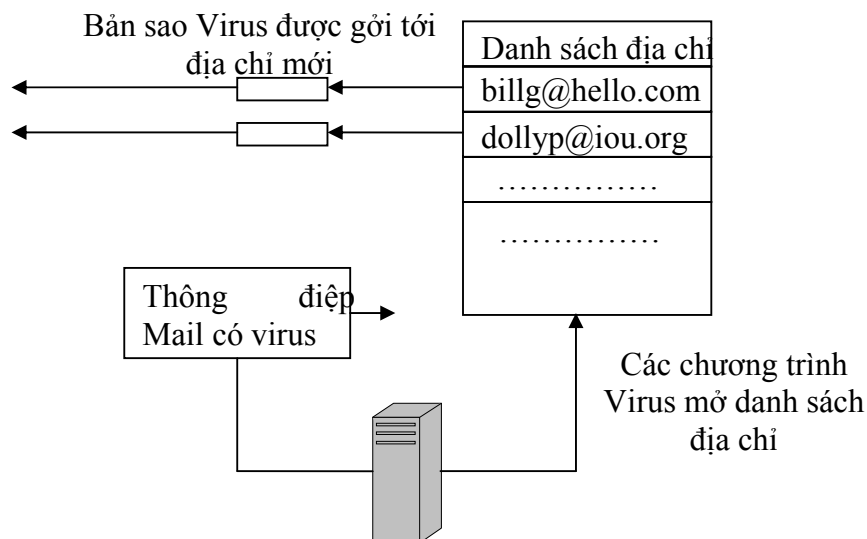 Bản sao Virus được gởi tới
địa chỉ mới
Danh sách địa chỉ
billg@hello.com
dollyp@iou.org
……………
……………
Thông điệp
Mail có virus
Các chương trình
Virus mở danh sách
địa chỉ